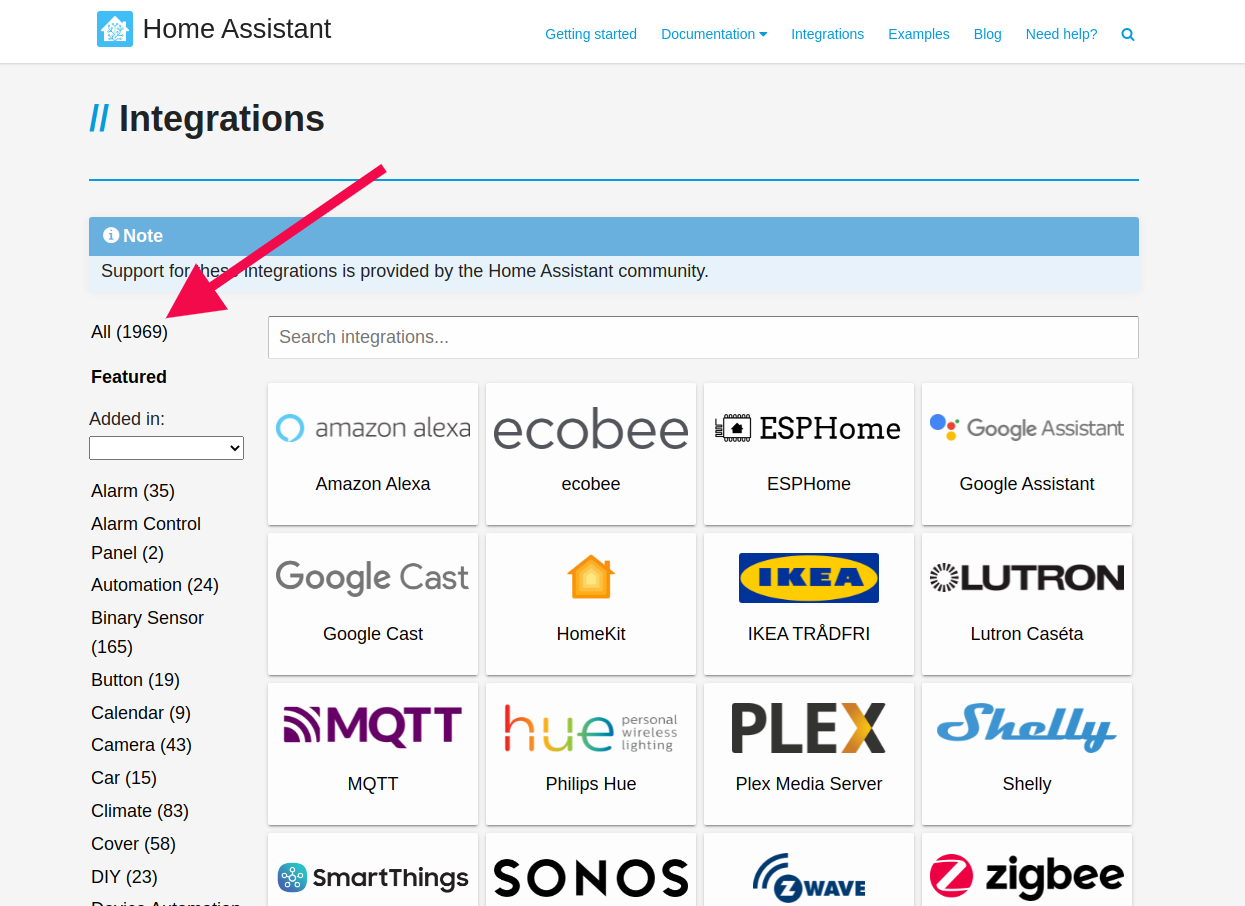 Home Assistant
Getting started Documentation Integrations Examples Blog Need help?
// Integrations
Note
Support for these integrations is provided by the Home Assistant community.
All (1969)
Featured
Added in:
Alarm (35)
Alarm Control
Panel (2)
Automation (24)
Binary Sensor
(165)
Button (19)
Calendar (9)
Camera (43)
Car (15)
Climate (83)
Cover (58)
DIY (23)
Device Automation
Search integrations...
amazon alexa
Amazon Alexa
ecobee
ecobee
ESPHome
ESPHome
Google Assistant
Google Assistant
Google Cast
Google Cast
HomeKit
IKEA
IKEA TRÅDFRI
LUTRON
Lutron Caséta
MQTT
MQTT
hue personal
wireless
lighting
Philips Hue
PLEX
Plex Media Server
Shelly
Shelly
SmartThings
SONOS
Z WAVE
zigbee